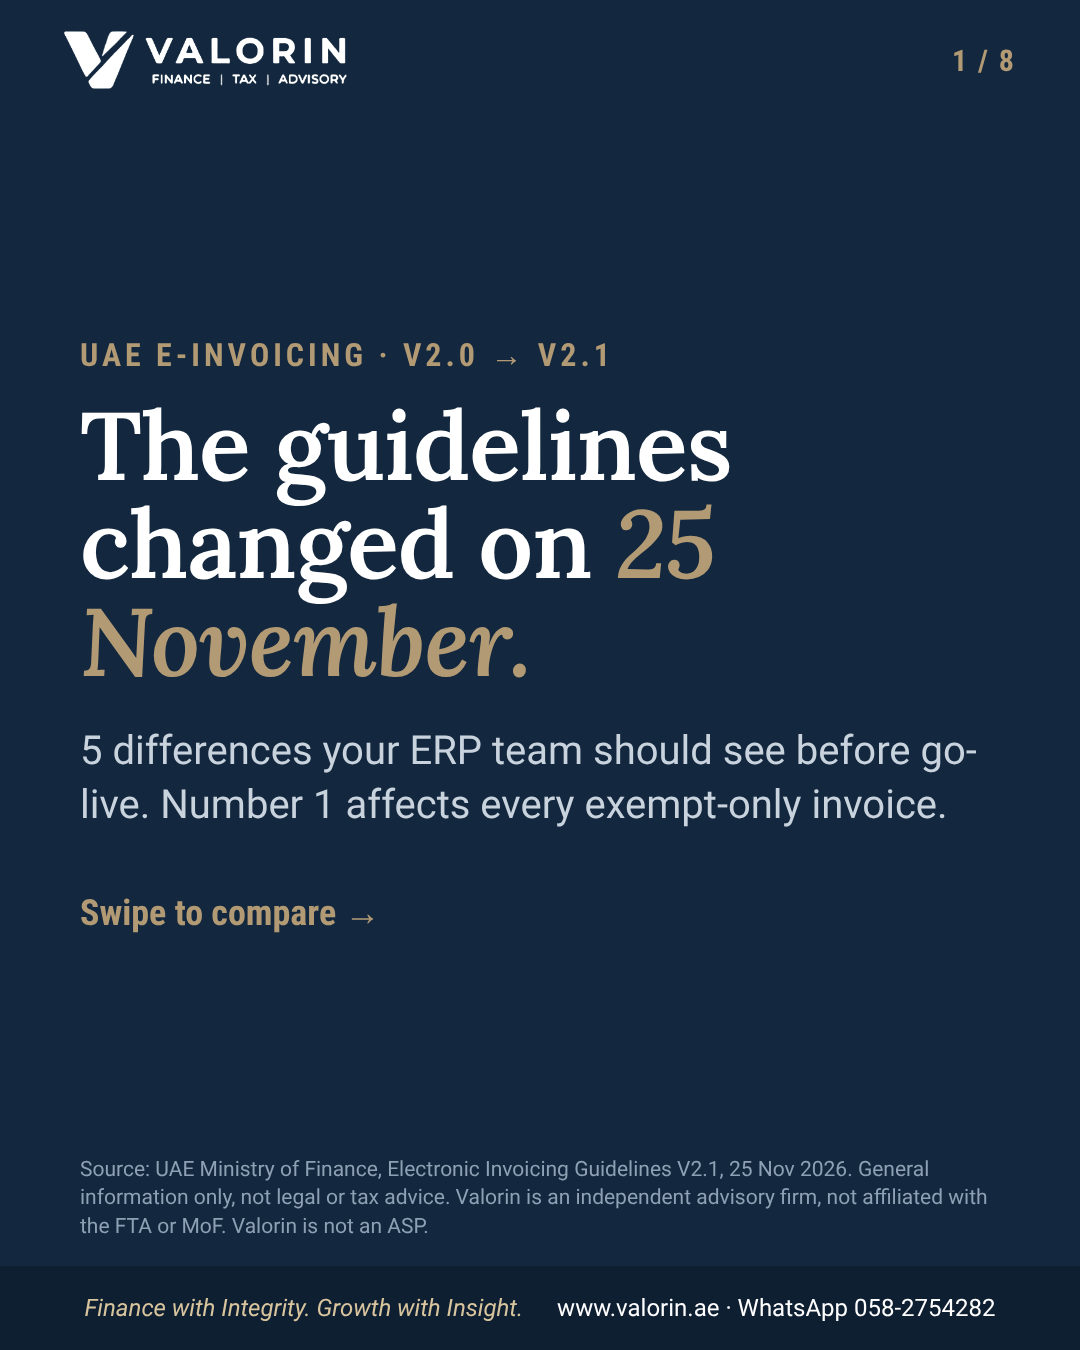 VALORIN
FINANCE | TAX | ADVISORY
1 / 8
UAE E-INVOICING · V2.0 → V2.1
The guidelines
changed on 25
November.
5 differences your ERP team should see before go-
live. Number 1 affects every exempt-only invoice.
Swipe to compare →
Source: UAE Ministry of Finance, Electronic Invoicing Guidelines V2.1, 25 Nov 2026. General
information only, not legal or tax advice. Valorin is an independent advisory firm, not affiliated with
the FTA or MoF. Valorin is not an ASP.
Finance with Integrity. Growth with Insight. www.valorin.ae · WhatsApp 058-2754282